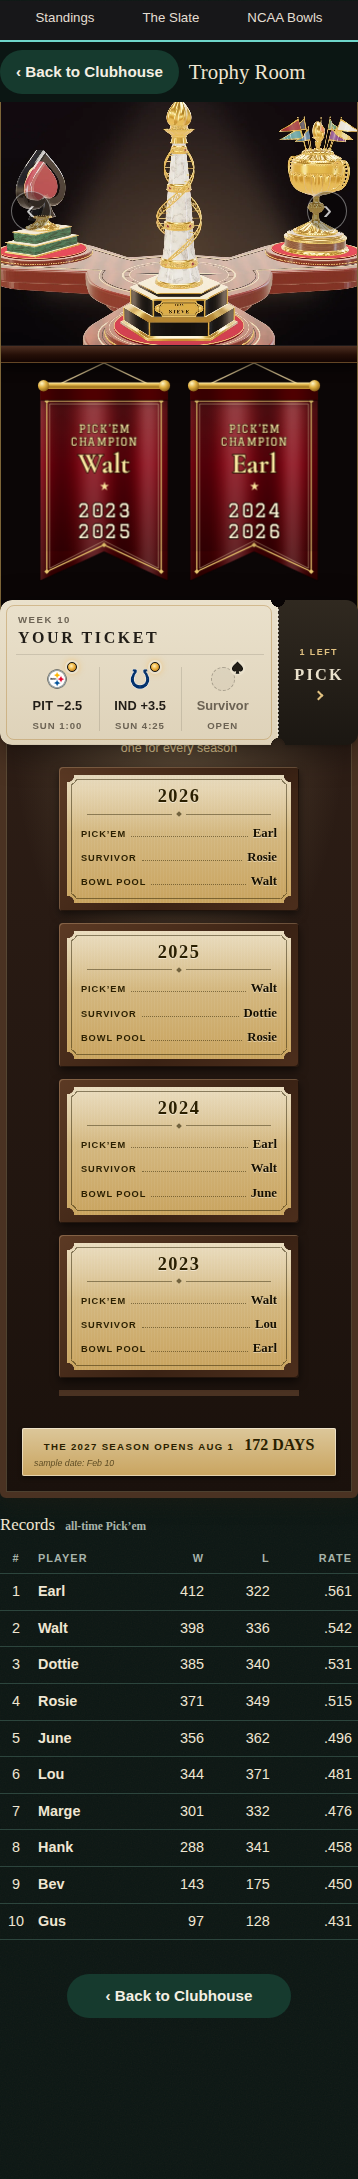 Standings The Slate NCAA Bowls
‹ Back to Clubhouse Trophy Room
SIEVE
PICK'EM
CHAMPION
Walt
2023
2025
PICK'EM
CHAMPION
Earl
2024
2026
WEEK 10
YOUR TICKET
PIT −2.5 IND +3.5 Survivor
SUN 1:00 SUN 4:25 OPEN
1 LEFT
PICK
›
one for every season
2026
PICK'EM Earl
SURVIVOR Rosie
BOWL POOL Walt
2025
PICK'EM Walt
SURVIVOR Dottie
BOWL POOL Rosie
2024
PICK'EM Earl
SURVIVOR Walt
BOWL POOL June
2023
PICK'EM Walt
SURVIVOR Lou
BOWL POOL Earl
THE 2027 SEASON OPENS AUG 1 172 DAYS
sample date: Feb 10
Records all-time Pick’em
# PLAYER W L RATE
1 Earl 412 322 .561
2 Walt 398 336 .542
3 Dottie 385 340 .531
4 Rosie 371 349 .515
5 June 356 362 .496
6 Lou 344 371 .481
7 Marge 301 332 .476
8 Hank 288 341 .458
9 Bev 143 175 .450
10 Gus 97 128 .431
‹ Back to Clubhouse